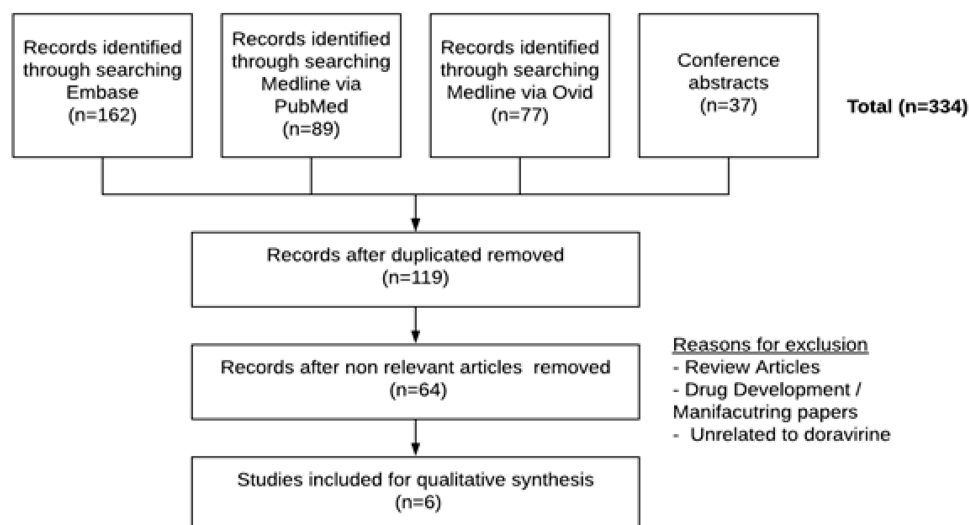 Records identified
through searching
Embase
(n=162)
Records identified
through searching
Medline via
PubMed
(n=89)
Records identified
through searching
Medline via Ovid
(n=77)
Conference
abstracts
(n=37)
Total (n=334)
Records after duplicated removed
(n=119)
Records after non relevant articles removed
(n=64)
Reasons for exclusion
- Review Articles
- Drug Development /
Manifacutring papers
- Unrelated to doravirine
Studies included for qualitative synthesis
(n=6)